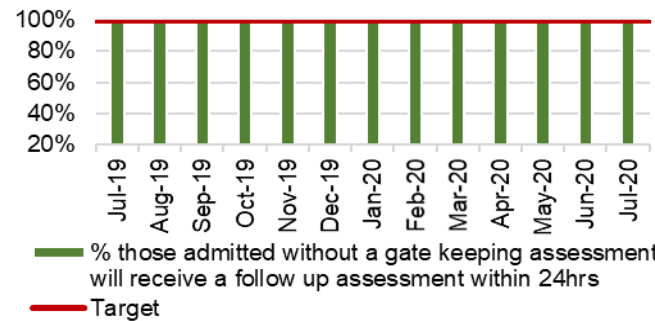 100%
80%
60%
40%
20%
Jul-19
Aug-19
Sep-19
Oct-19
Nov-19
Dec-19
Jan-20
Feb-20
Mar-20
Apr-20
May-20
Jun-20
Jul-20
% those admitted without a gate keeping assessment
will receive a follow up assessment within 24hrs
Target